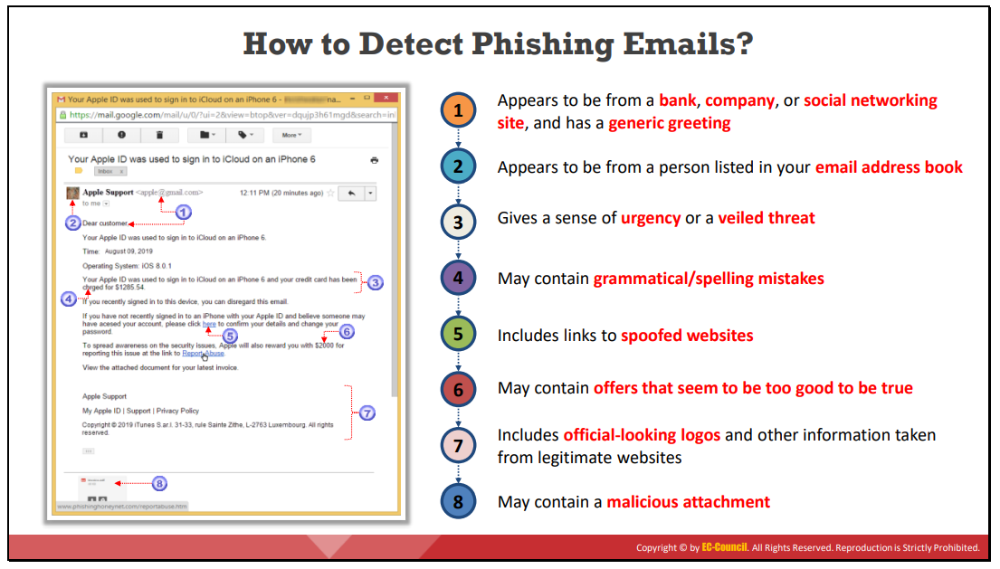 How to Detect Phishing Emails?
Your Apple ID was used to sign in to iCloud on an iPhone 6 - na...
https://mail.google.com/mail/u/0/?ui=2&view=btop&ver=dqujp3h61mgd&search=in
More
Your Apple ID was used to sign in to iCloud on an iPhone 6
Inbox x
Apple Support <apple@gmail.com>
12:11 PM (20 minutes ago)
to me
1
2
Dear customer,
Your Apple ID was used to sign in to iCloud on an iPhone 6.
Time: August 09, 2019
Operating System: iOS 8.0.1
Your Apple ID was used to sign in to iCloud on an iPhone 6 and your credit card has been
chrged for $1285.54.
3
4
If you recently signed in to this device, you can disregard this email.
If you have not recently signed in to an iPhone with your Apple ID and believe someone may
have acesed your account, please click here to confirm your details and change your
password.
5
6
To spread awareness on the security issues, Apple will also reward you with $2000 for
reporting this issue at the link to Report Abuse.
View the attached document for your latest invoice.
Apple Support
My Apple ID | Support | Privacy Policy
7
Copyright © 2019 iTunes S.ar.l. 31-33, rule Sainte Zithe, L-2763 Luxembourg. All rights
reserved.
8
www.phishinghoneynet.com/reportabuse.htm
1
Appears to be from a bank, company, or social networking
site, and has a generic greeting
2
Appears to be from a person listed in your email address book
3
Gives a sense of urgency or a veiled threat
4
May contain grammatical/spelling mistakes
5
Includes links to spoofed websites
6
May contain offers that seem to be too good to be true
7
Includes official-looking logos and other information taken
from legitimate websites
8
May contain a malicious attachment
Copyright © by EC-Council. All Rights Reserved. Reproduction is Strictly Prohibited.